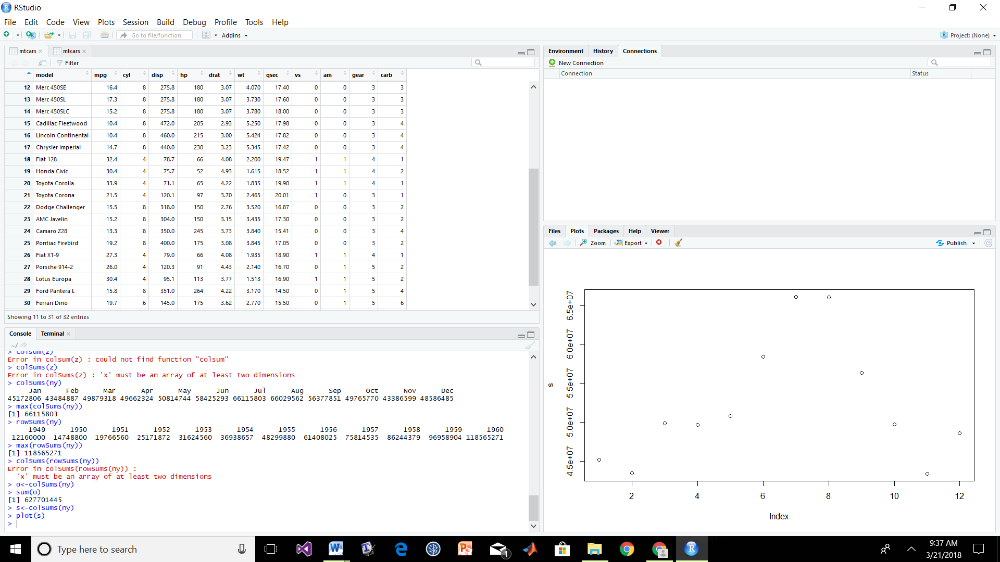 RStudio
File Edit Code View Plots Session Build Debug Profile Tools Help
Go to file/function Addins Project: (None)
mtcars mtcars
Filter
model mpg cyl disp hp drat wt qsec vs am gear carb
12 Merc 450SE 16.4 8 275.8 180 3.07 4.070 17.40 0 0 3 3
13 Merc 450SL 17.3 8 275.8 180 3.07 3.730 17.60 0 0 3 3
14 Merc 450SLC 15.2 8 275.8 180 3.07 3.780 18.00 0 0 3 3
15 Cadillac Fleetwood 10.4 8 472.0 205 2.93 5.250 17.98 0 0 3 4
16 Lincoln Continental 10.4 8 460.0 215 3.00 5.424 17.82 0 0 3 4
17 Chrysler Imperial 14.7 8 440.0 230 3.23 5.345 17.42 0 0 3 4
18 Fiat 128 32.4 4 78.7 66 4.08 2.200 19.47 1 1 4 1
19 Honda Civic 30.4 4 75.7 52 4.93 1.615 18.52 1 1 4 2
20 Toyota Corolla 33.9 4 71.1 65 4.22 1.835 19.90 1 1 4 1
21 Toyota Corona 21.5 4 120.1 97 3.70 2.465 20.01 1 0 3 1
22 Dodge Challenger 15.5 8 318.0 150 2.76 3.520 16.87 0 0 3 2
23 AMC Javelin 15.2 8 304.0 150 3.15 3.435 17.30 0 0 3 2
24 Camaro Z28 13.3 8 350.0 245 3.73 3.840 15.41 0 0 3 4
25 Pontiac Firebird 19.2 8 400.0 175 3.08 3.845 17.05 0 0 3 2
26 Fiat X1-9 27.3 4 79.0 66 4.08 1.935 18.90 1 1 4 1
27 Porsche 914-2 26.0 4 120.3 91 4.43 2.140 16.70 0 1 5 2
28 Lotus Europa 30.4 4 95.1 113 3.77 1.513 16.90 1 1 5 2
29 Ford Pantera L 15.8 8 351.0 264 4.22 3.170 14.50 0 1 5 4
30 Ferrari Dino 19.7 6 145.0 175 3.62 2.770 15.50 0 1 5 6
Showing 11 to 31 of 32 entries
Console Terminal
~/
> colsum(z)
Error in colsum(z) : could not find function "colsum"
> colSums(z)
Error in colSums(z) : 'x' must be an array of at least two dimensions
> colSums(ny)
Jan Feb Mar Apr May Jun Jul Aug Sep Oct Nov Dec
45172806 43484887 49879318 49662324 50814744 58425293 66115803 66029562 56377851 49765770 43386599 48586485
> max(colSums(ny))
[1] 66115803
> rowSums(ny)
1949 1950 1951 1952 1953 1954 1955 1956 1957 1958 1959 1960
12160000 14748800 19766560 25171872 31624560 36938657 48299880 61408025 75814535 86244379 96958904 118565271
> max(rowSums(ny))
[1] 118565271
> colSums(rowSums(ny))
Error in colSums(rowSums(ny)) :
'x' must be an array of at least two dimensions
> o<-colSums(ny)
> sum(o)
[1] 627701445
> s<-colSums(ny)
> plot(s)
>
Environment History Connections
New Connection
Connection Status
Files Plots Packages Help Viewer
Zoom Export Publish
6.5e+07
6.0e+07
5.5e+07
5.0e+07
4.5e+07
s
2 4 6 8 10 12
Index
Type here to search
1
9:37 AM
3/21/2018